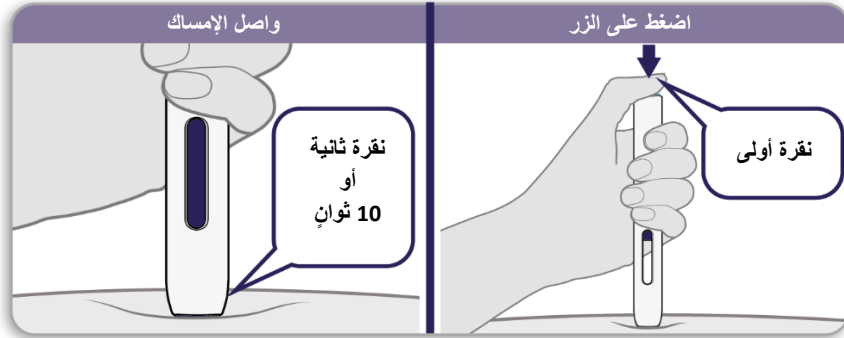 اضغط على الزر
نقرة أولى
واصل الإمساك
نقرة ثانية
أو
10 ثوانٍ